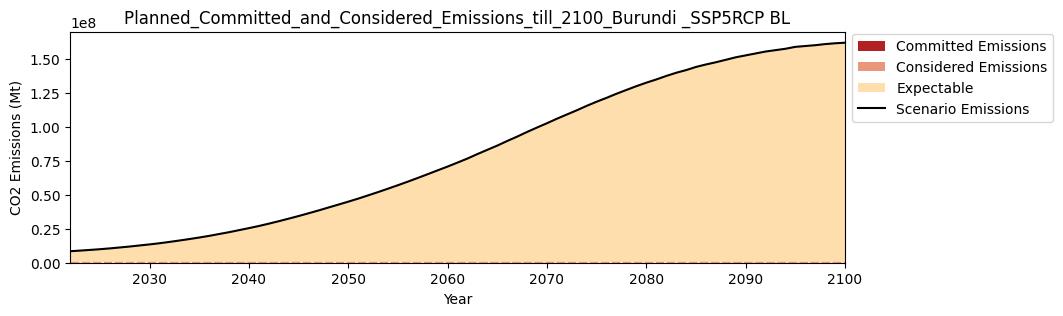 Planned_Committed_and_Considered_Emissions_till_2100_Burundi _SSP5RCP BL
1e8
1.50
1.25
1.00
0.75
0.50
0.25
0.00
CO2 Emissions (Mt)
2030 2040 2050 2060 2070 2080 2090 2100
Year
Committed Emissions
Considered Emissions
Expectable
Scenario Emissions